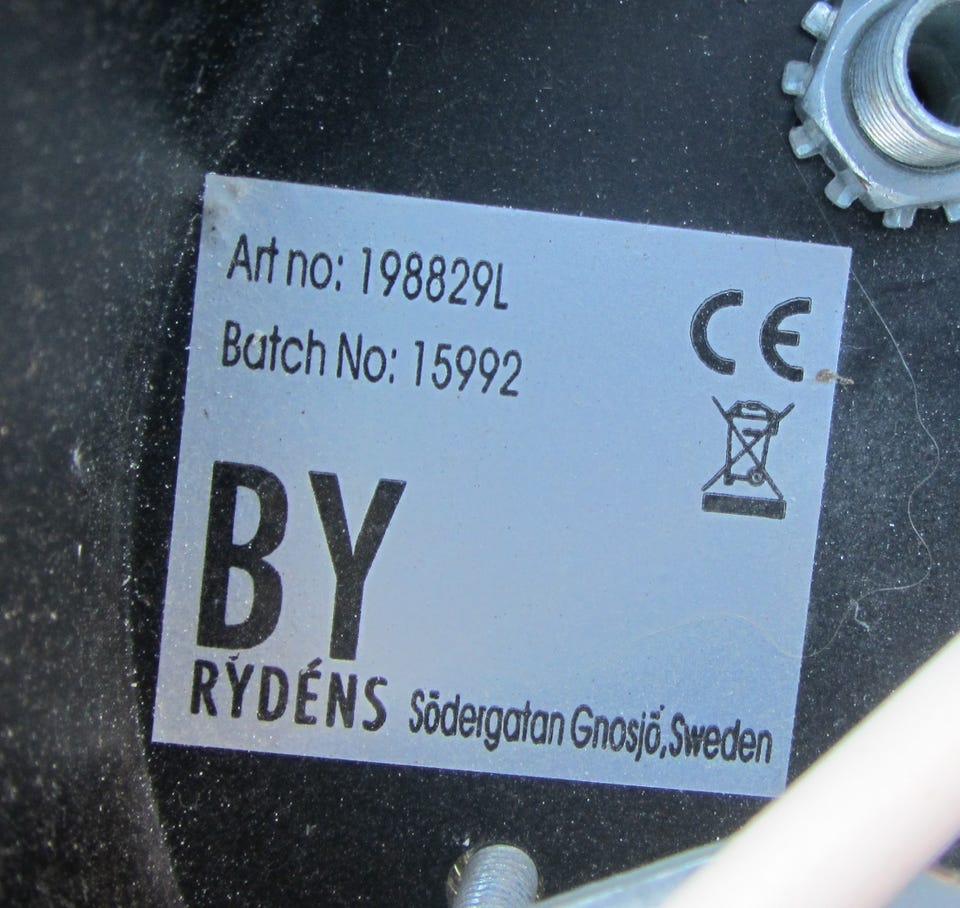 Art no: 198829L
Batch No: 15992
CE
BY
RYDÉNS Södergatan Gnosjö,Sweden